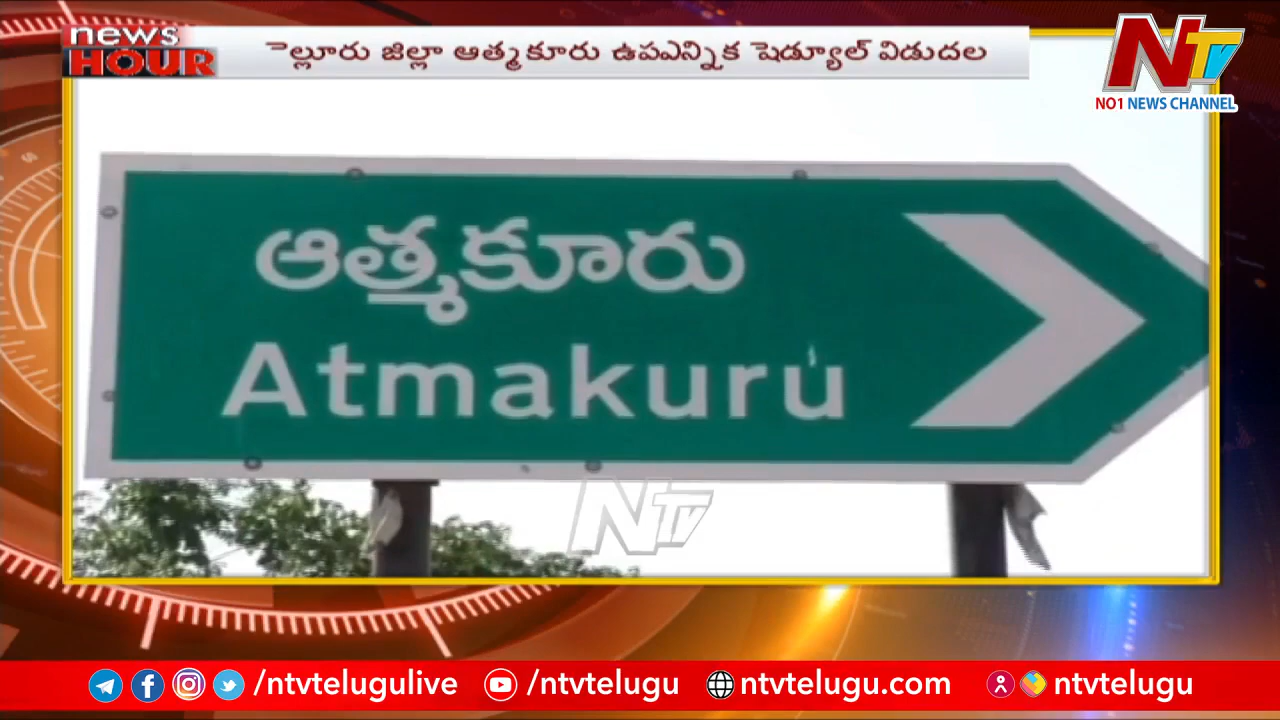 news
HOUR
ెల్లూరు జిల్లా ఆత్మకూరు ఉపఎన్నిక షెడ్యూల్ విడుదల
NTV
NO1 NEWS CHANNEL
ఆత్మకూరు
Atmakuru
NTV
/ntvtelugulive
/ntvtelugu
ntvtelugu.com
ntvtelugu